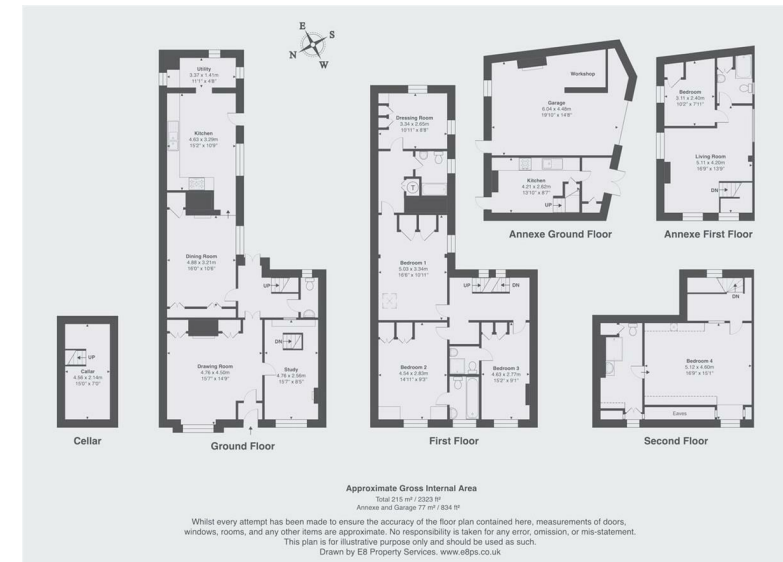 E
S
N
W
Utility
3.37 x 1.41m
11'1" x 4'8"
Kitchen
4.63 x 3.28m
15'2" x 10'9"
Dining Room
4.88 x 3.21m
16'0" x 10'6"
UP
DN
Drawing Room
4.76 x 4.50m
15'7" x 14'9"
Study
4.76 x 2.56m
15'7" x 8'5"
Ground Floor
UP
Cellar
4.56 x 2.14m
15'0" x 7'0"
Cellar
Dressing Room
3.34 x 2.65m
10'11" x 8'8"
T
Bedroom 1
5.03 x 3.34m
16'6" x 10'11"
UP
DN
Bedroom 2
4.54 x 2.83m
14'11" x 9'3"
Bedroom 3
4.63 x 2.77m
15'2" x 9'1"
First Floor
Workshop
Garage
6.04 x 4.48m
19'10" x 14'8"
Kitchen
4.21 x 2.62m
13'10" x 8'7"
UP
Annexe Ground Floor
Bedroom
3.11 x 2.40m
10'2" x 7'11"
Living Room
5.11 x 4.20m
16'9" x 13'9"
DN
Annexe First Floor
DN
Bedroom 4
5.12 x 4.60m
16'9" x 15'1"
Eaves
Second Floor
Approximate Gross Internal Area
Total 215 m² / 2323 ft²
Annexe and Garage 77 m² / 834 ft²
Whilst every attempt has been made to ensure the accuracy of the floor plan contained here, measurements of doors,
windows, rooms, and any other items are approximate. No responsibility is taken for any error, omission, or mis-statement.
This plan is for illustrative purpose only and should be used as such.
Drawn by E8 Property Services. www.e8ps.co.uk